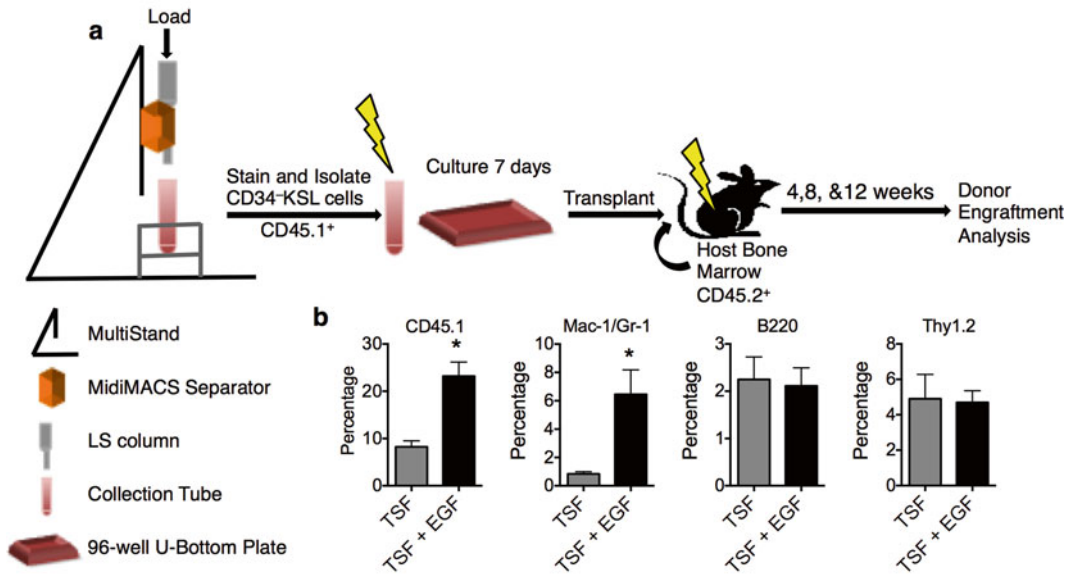 a
Load
Stain and Isolate
CD34⁻KSL cells
CD45.1⁺
Culture 7 days
Transplant
Host Bone
Marrow
CD45.2⁺
4,8, &12 weeks
Donor
Engraftment
Analysis
MultiStand
MidiMACS Separator
LS column
Collection Tube
96-well U-Bottom Plate
b
CD45.1
Percentage
30
20
10
0
*
TSF
TSF + EGF
Mac-1/Gr-1
Percentage
10
8
6
4
2
0
*
TSF
TSF + EGF
B220
Percentage
3
2
1
0
TSF
TSF + EGF
Thy1.2
Percentage
8
6
4
2
0
TSF
TSF + EGF